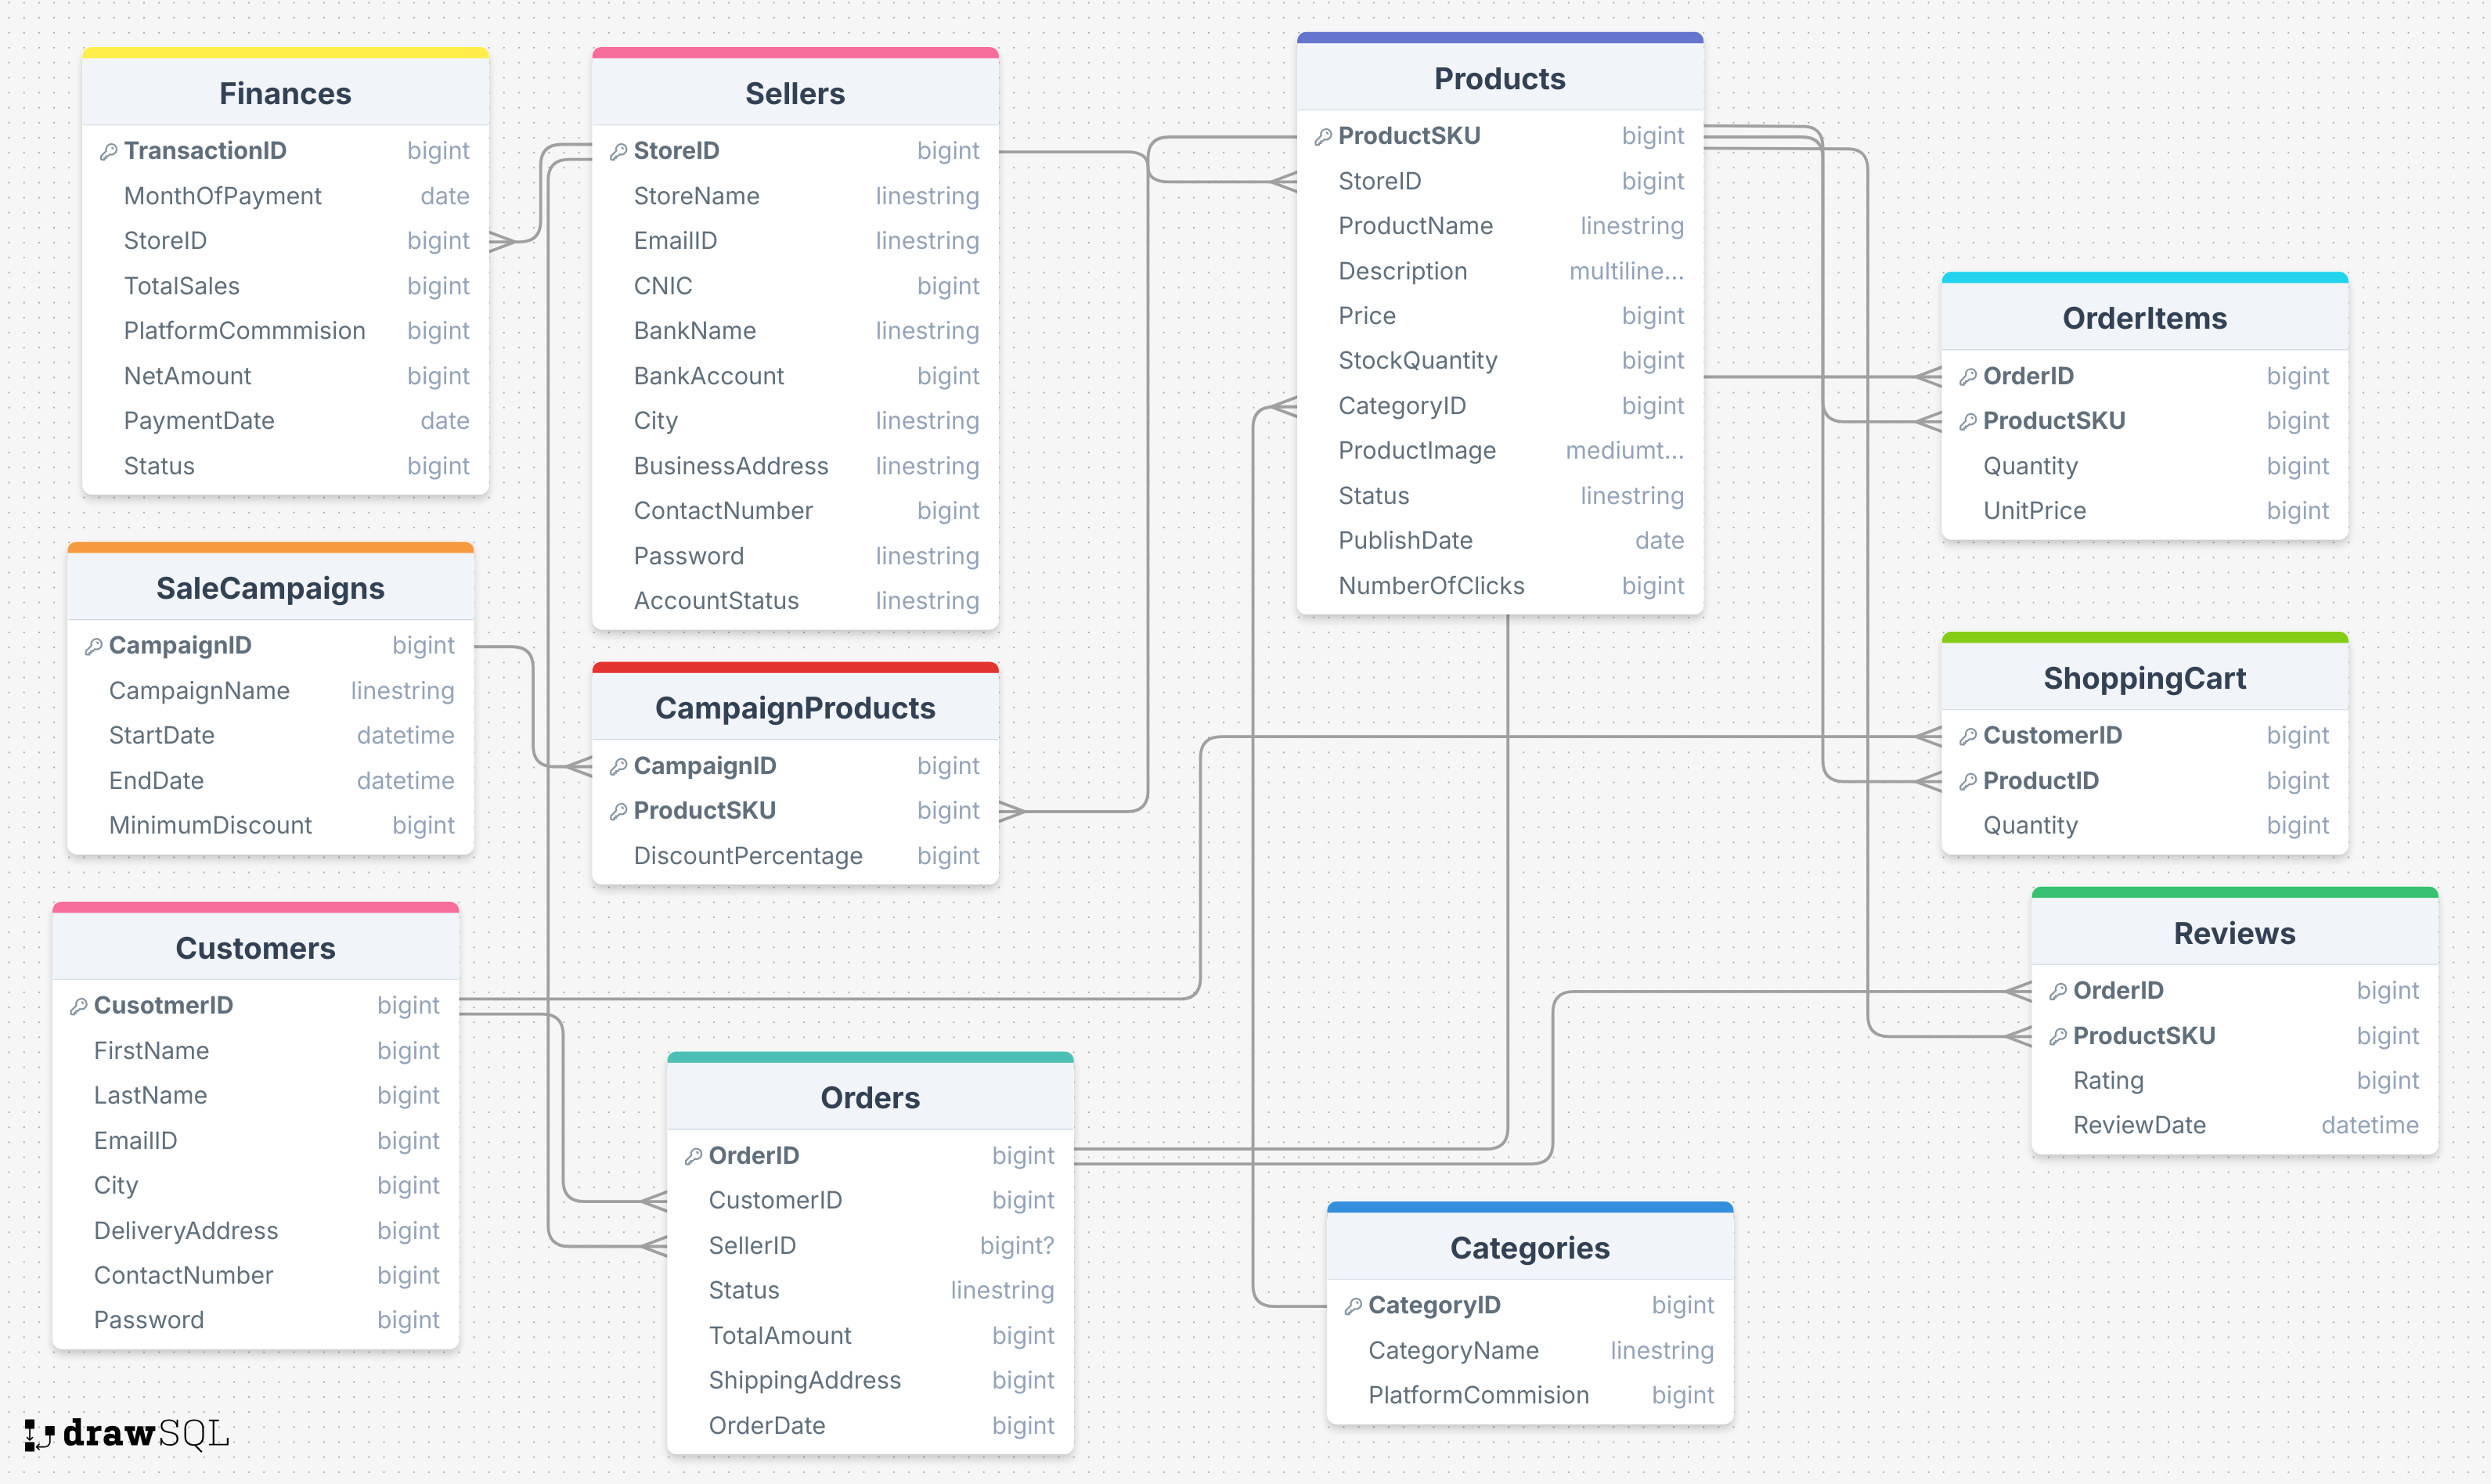 Finances
TransactionID bigint
MonthOfPayment date
StoreID bigint
TotalSales bigint
PlatformCommmision bigint
NetAmount bigint
PaymentDate date
Status bigint
Sellers
StoreID bigint
StoreName linestring
EmailID linestring
CNIC bigint
BankName linestring
BankAccount bigint
City linestring
BusinessAddress linestring
ContactNumber bigint
Password linestring
AccountStatus linestring
Products
ProductSKU bigint
StoreID bigint
ProductName linestring
Description multiline...
Price bigint
StockQuantity bigint
CategoryID bigint
ProductImage mediumt...
Status linestring
PublishDate date
NumberOfClicks bigint
OrderItems
OrderID bigint
ProductSKU bigint
Quantity bigint
UnitPrice bigint
SaleCampaigns
CampaignID bigint
CampaignName linestring
StartDate datetime
EndDate datetime
MinimumDiscount bigint
CampaignProducts
CampaignID bigint
ProductSKU bigint
DiscountPercentage bigint
ShoppingCart
CustomerID bigint
ProductID bigint
Quantity bigint
Customers
CusotmerID bigint
FirstName bigint
LastName bigint
EmailID bigint
City bigint
DeliveryAddress bigint
ContactNumber bigint
Password bigint
Orders
OrderID bigint
CustomerID bigint
SellerID bigint?
Status linestring
TotalAmount bigint
ShippingAddress bigint
OrderDate bigint
Reviews
OrderID bigint
ProductSKU bigint
Rating bigint
ReviewDate datetime
Categories
CategoryID bigint
CategoryName linestring
PlatformCommision bigint
drawSQL